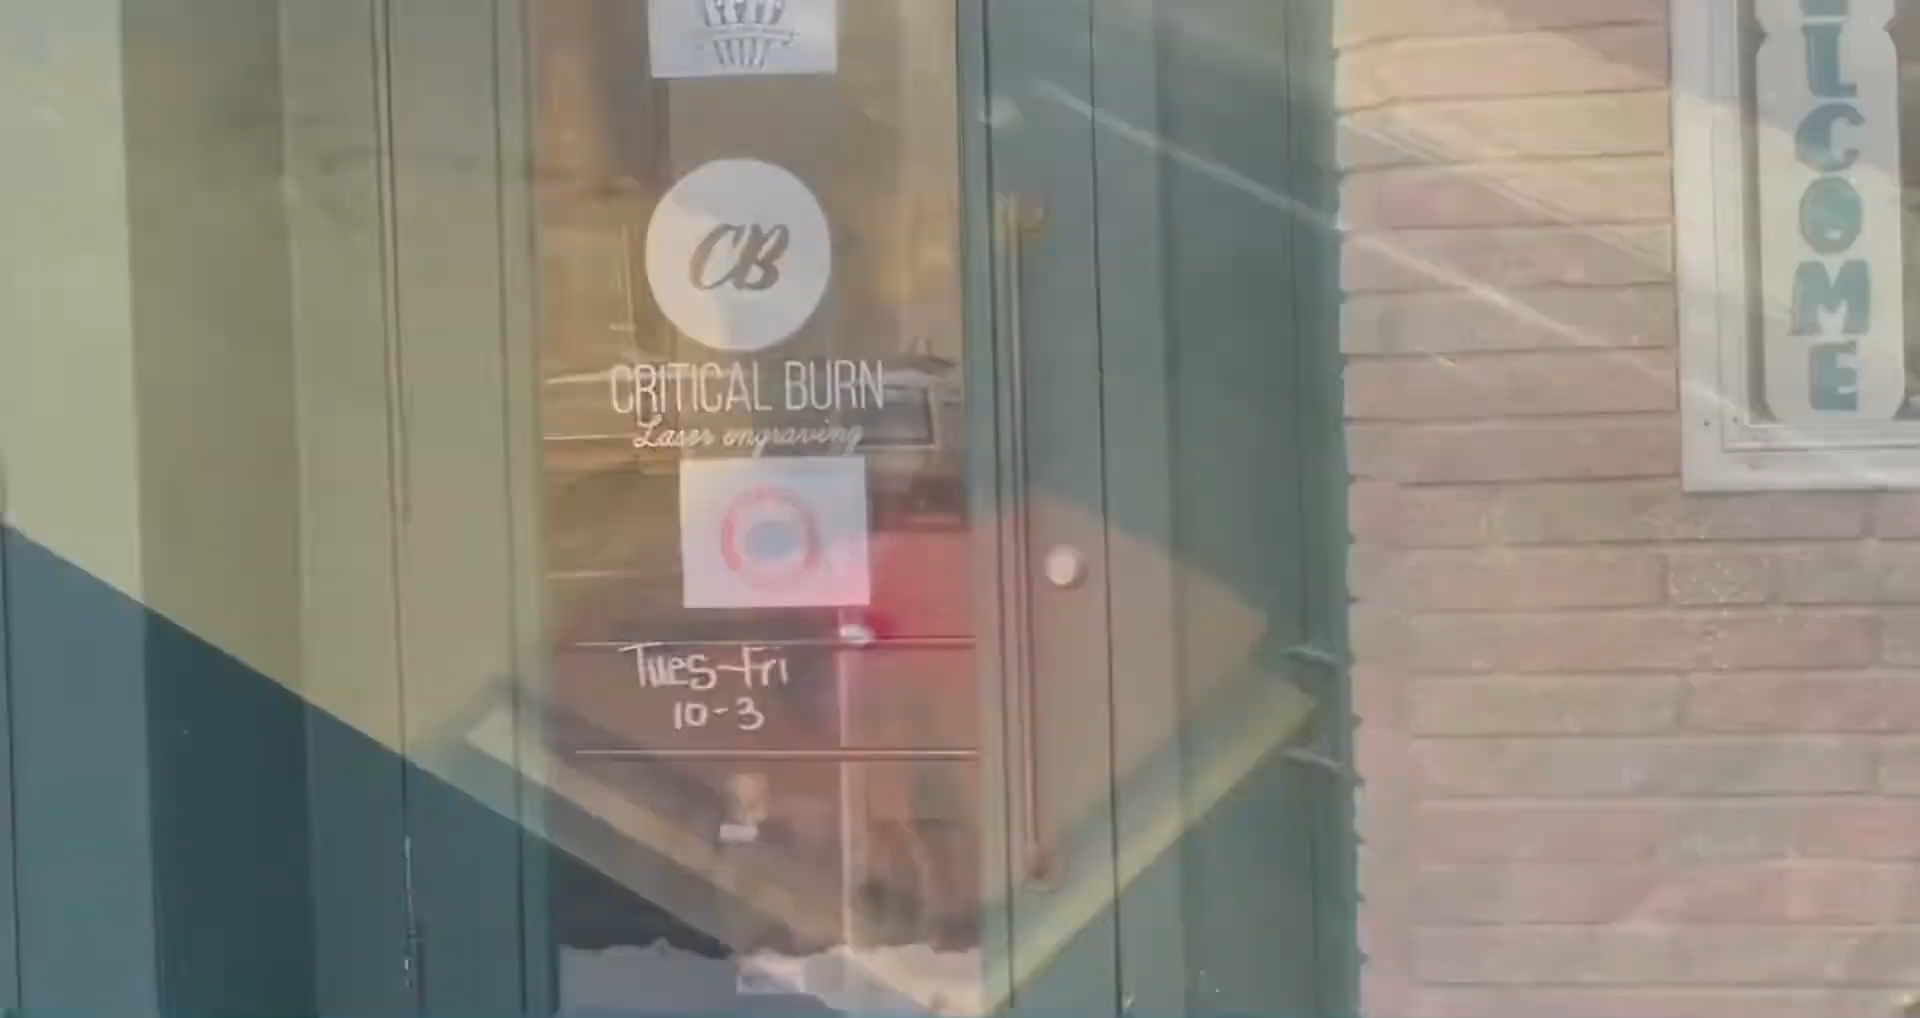 CB
CRITICAL BURN
Laser engraving
Tues-Fri
10-3
LCOME